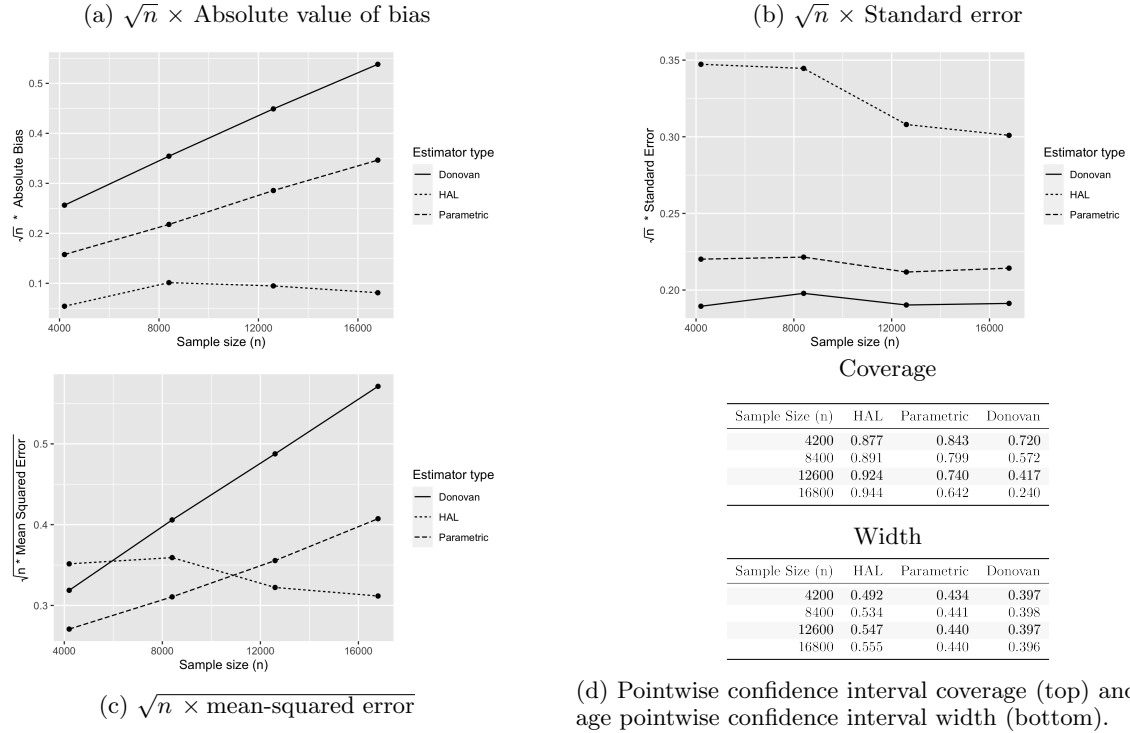 (a) √n × Absolute value of bias
√n * Absolute Bias
0.5
0.4
0.3
0.2
0.1
4000 8000 12000 16000
Sample size (n)
Estimator type
Donovan
HAL
Parametric
(b) √n × Standard error
√n * Standard Error
0.35
0.30
0.25
0.20
4000 8000 12000 16000
Sample size (n)
Estimator type
Donovan
HAL
Parametric
√n * Mean Squared Error
0.5
0.4
0.3
4000 8000 12000 16000
Sample size (n)
Estimator type
Donovan
HAL
Parametric
(c) √n × mean-squared error
Coverage
Sample Size (n) HAL Parametric Donovan
4200 0.877 0.843 0.720
8400 0.891 0.799 0.572
12600 0.924 0.740 0.417
16800 0.944 0.642 0.240
Width
Sample Size (n) HAL Parametric Donovan
4200 0.492 0.434 0.397
8400 0.534 0.441 0.398
12600 0.547 0.440 0.397
16800 0.555 0.440 0.396
(d) Pointwise confidence interval coverage (top) and
age pointwise confidence interval width (bottom).